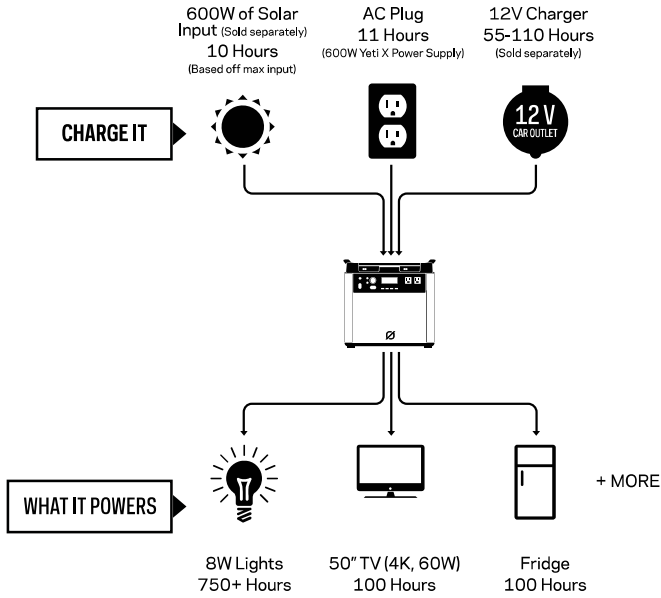 600W of Solar
Input (Sold separately)
10 Hours
(Based off max input)
AC Plug
11 Hours
(600W Yeti X Power Supply)
12V Charger
55-110 Hours
(Sold separately)
CHARGE IT
12 V
CAR OUTLET
WHAT IT POWERS
+ MORE
8W Lights
750+ Hours
50" TV (4K, 60W)
100 Hours
Fridge
100 Hours